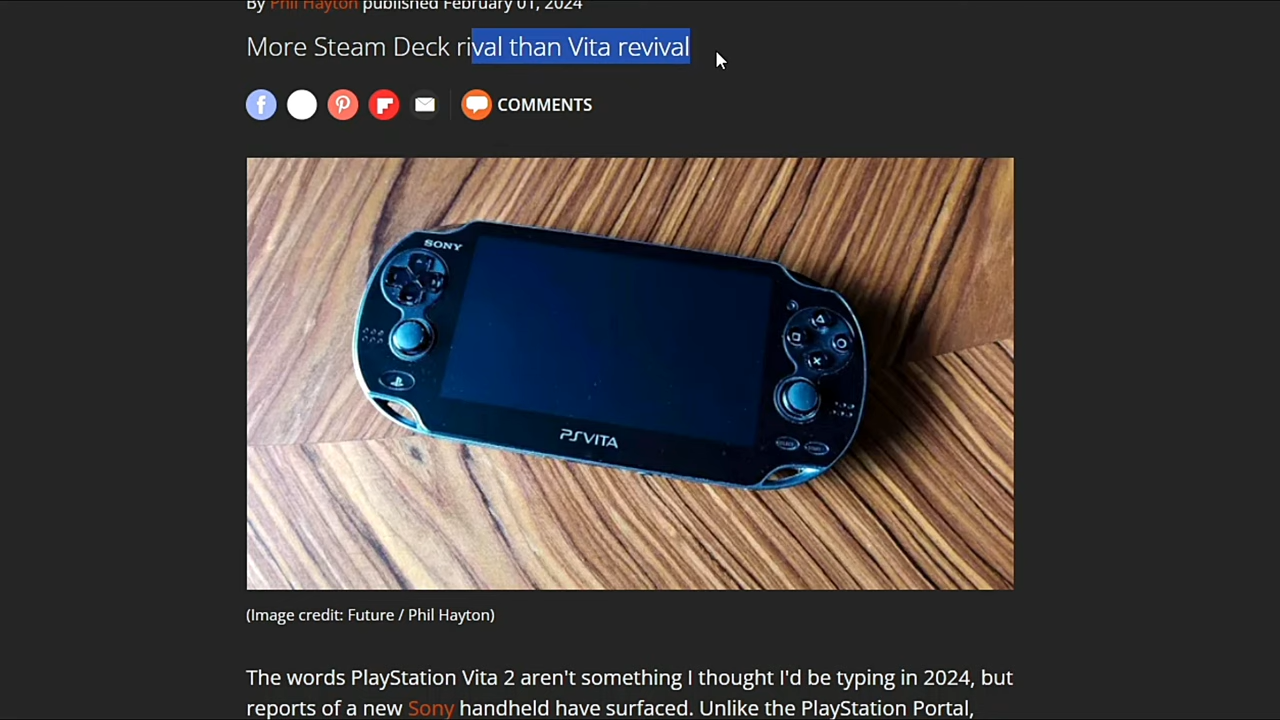 By Phil Hayton published February 01, 2024
More Steam Deck rival than Vita revival
COMMENTS
SONY
PSVITA
(Image credit: Future / Phil Hayton)
The words PlayStation Vita 2 aren't something I thought I'd be typing in 2024, but
reports of a new Sony handheld have surfaced. Unlike the PlayStation Portal,